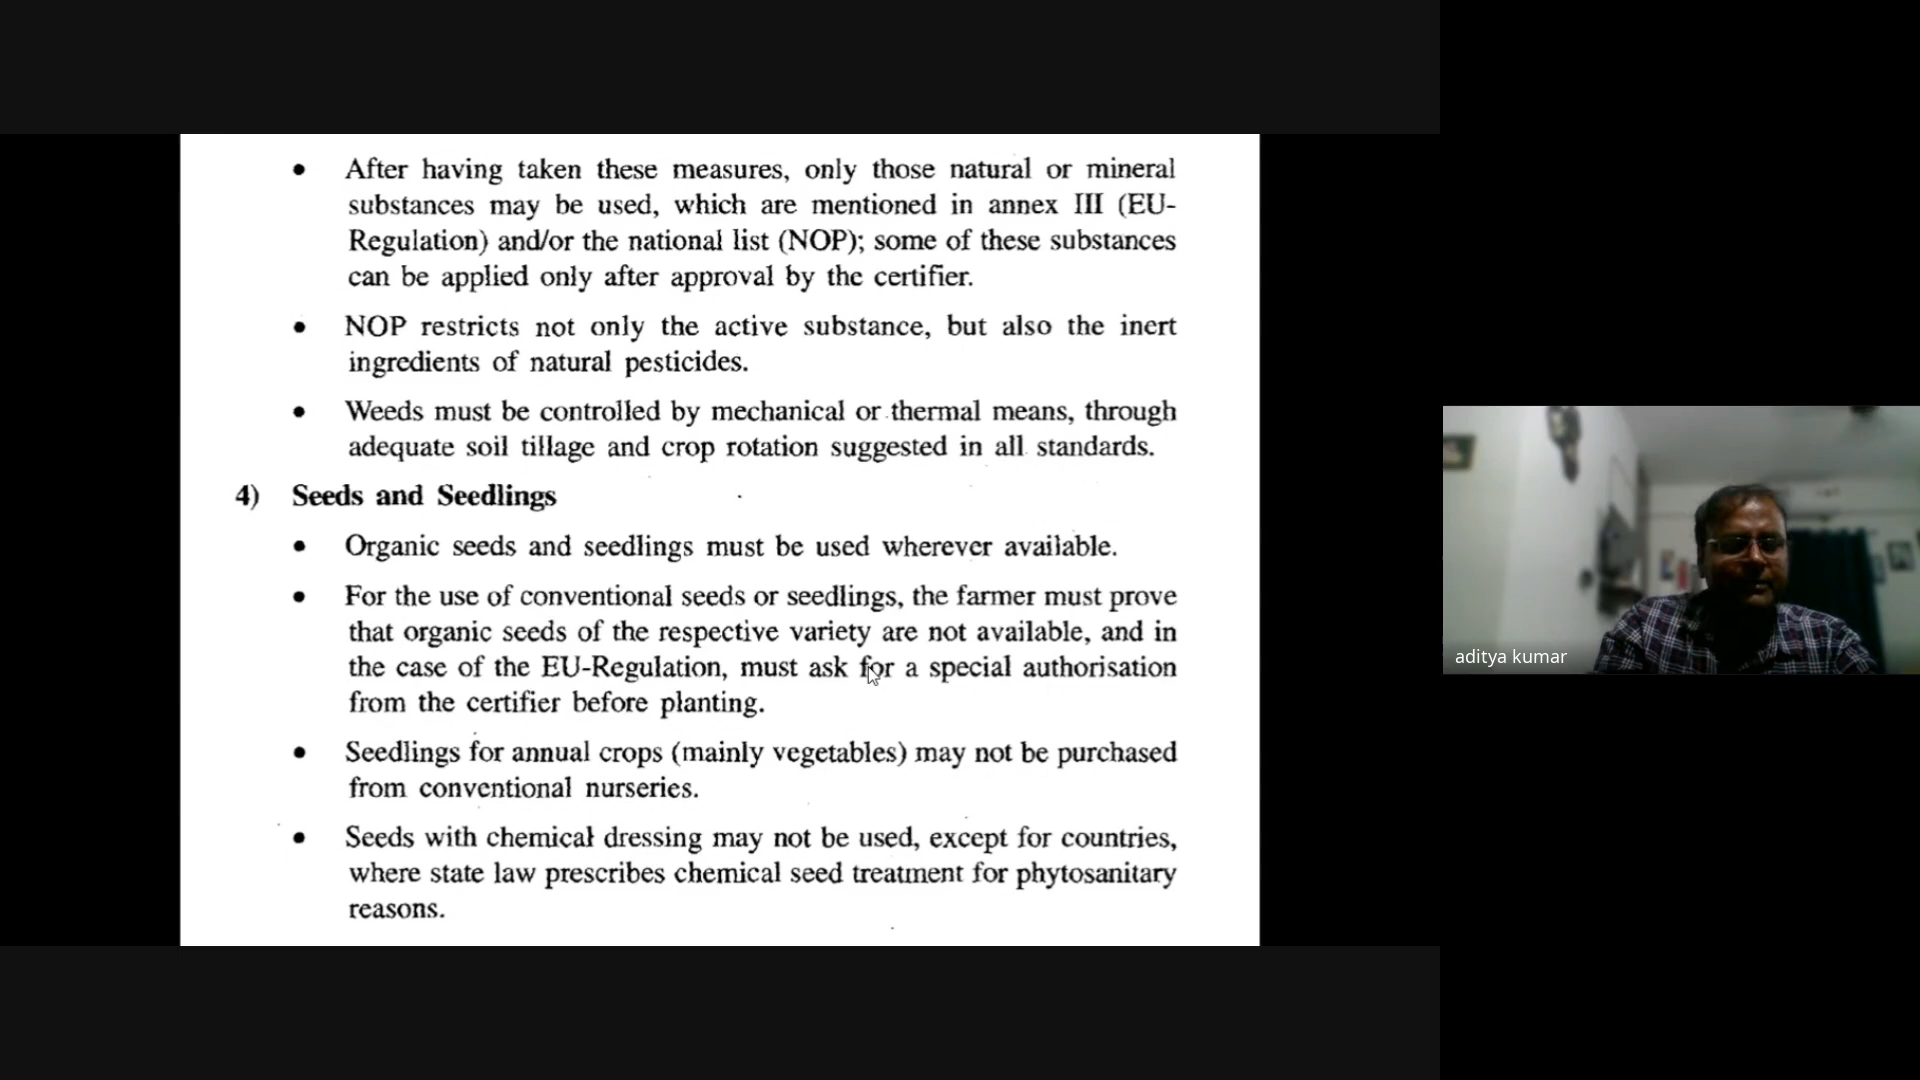 • After having taken these measures, only those natural or mineral
substances may be used, which are mentioned in annex III (EU-
Regulation) and/or the national list (NOP); some of these substances
can be applied only after approval by the certifier.
• NOP restricts not only the active substance, but also the inert
ingredients of natural pesticides.
• Weeds must be controlled by mechanical or thermal means, through
adequate soil tillage and crop rotation suggested in all standards.
4) Seeds and Seedlings
• Organic seeds and seedlings must be used wherever available.
• For the use of conventional seeds or seedlings, the farmer must prove
that organic seeds of the respective variety are not available, and in
the case of the EU-Regulation, must ask for a special authorisation
from the certifier before planting.
• Seedlings for annual crops (mainly vegetables) may not be purchased
from conventional nurseries.
• Seeds with chemical dressing may not be used, except for countries,
where state law prescribes chemical seed treatment for phytosanitary
reasons.
aditya kumar